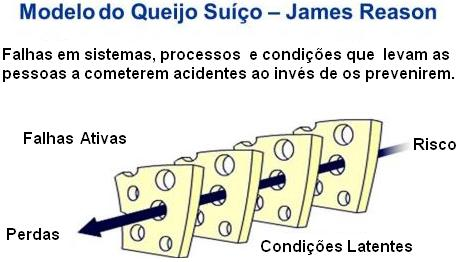 Modelo do Queijo Suíço – James Reason
Falhas em sistemas, processos e condições que levam as
pessoas a cometerem acidentes ao invés de os prevenirem.
Falhas Ativas
Risco
Perdas
Condições Latentes